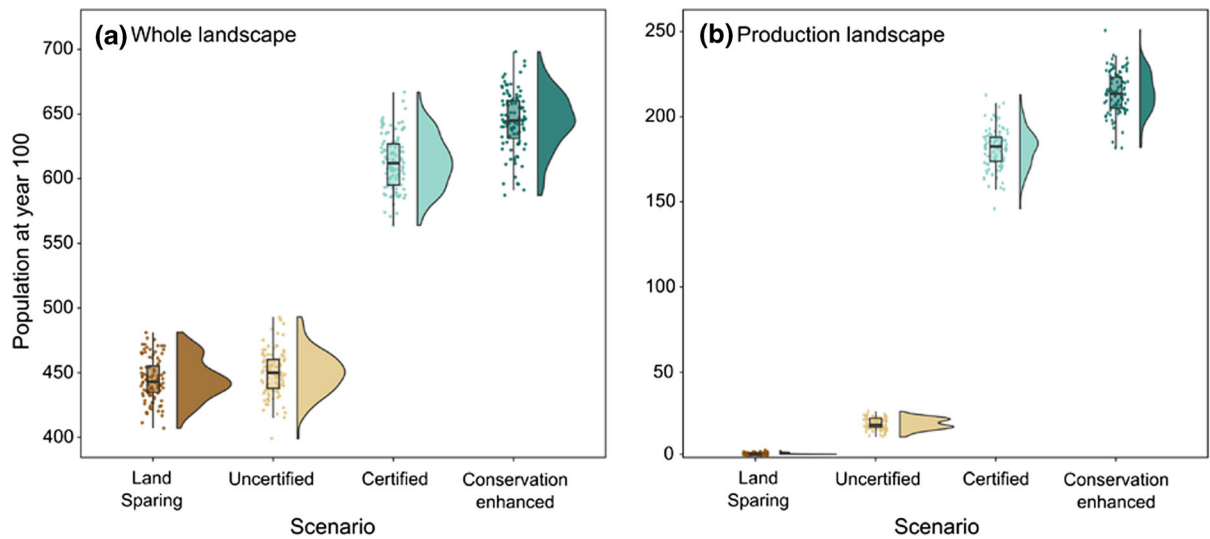 (a) Whole landscape
Population at year 100
700
650
600
550
500
450
400
Land Sparing
Uncertified
Certified
Conservation enhanced
Scenario
(b) Production landscape
250
200
150
100
50
0
Land Sparing
Uncertified
Certified
Conservation enhanced
Scenario